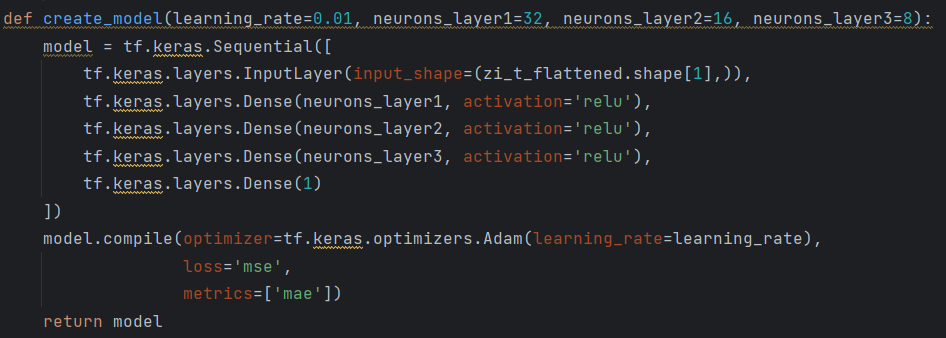 def create_model(learning_rate=0.01, neurons_layer1=32, neurons_layer2=16, neurons_layer3=8):
    model = tf.keras.Sequential([
        tf.keras.layers.InputLayer(input_shape=(zi_t_flattened.shape[1],)),
        tf.keras.layers.Dense(neurons_layer1, activation='relu'),
        tf.keras.layers.Dense(neurons_layer2, activation='relu'),
        tf.keras.layers.Dense(neurons_layer3, activation='relu'),
        tf.keras.layers.Dense(1)
    ])
    model.compile(optimizer=tf.keras.optimizers.Adam(learning_rate=learning_rate),
                  loss='mse',
                  metrics=['mae'])
    return model